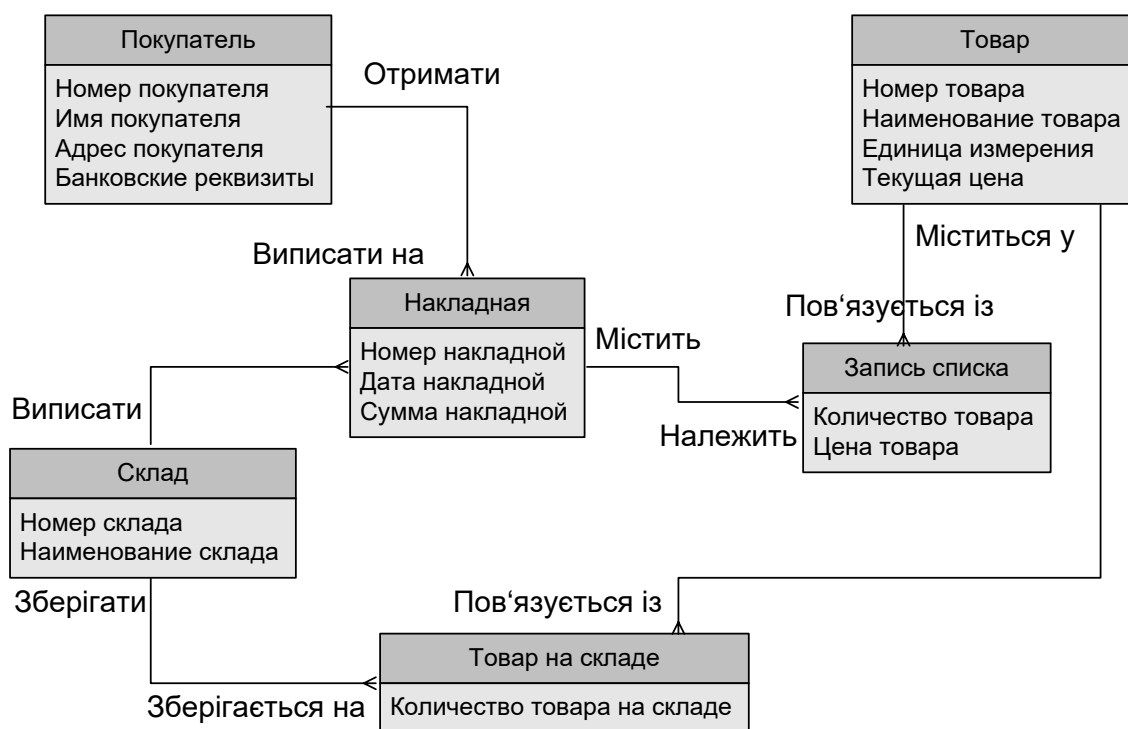 Покупатель
Номер покупателя
Имя покупателя
Адрес покупателя
Банковские реквизиты
Отримати
Товар
Номер товара
Наименование товара
Единица измерения
Текущая цена
Виписати на
Міститься у
Накладная
Номер накладной
Дата накладной
Сумма накладной
Містить
Пов‘язується із
Запись списка
Количество товара
Цена товара
Належить
Виписати
Склад
Номер склада
Наименование склада
Зберігати
Пов‘язується із
Товар на складе
Количество товара на складе
Зберігається на